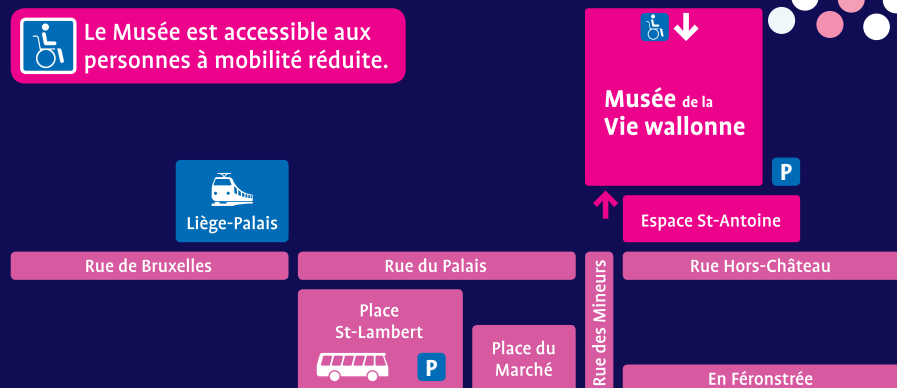 Le Musée est accessible aux
personnes à mobilité réduite.
Musée de la
Vie wallonne
P
Liège-Palais
Espace St-Antoine
Rue de Bruxelles
Rue du Palais
Rue des Mineurs
Rue Hors-Château
Place
St-Lambert
P
Place du
Marché
En Féronstrée